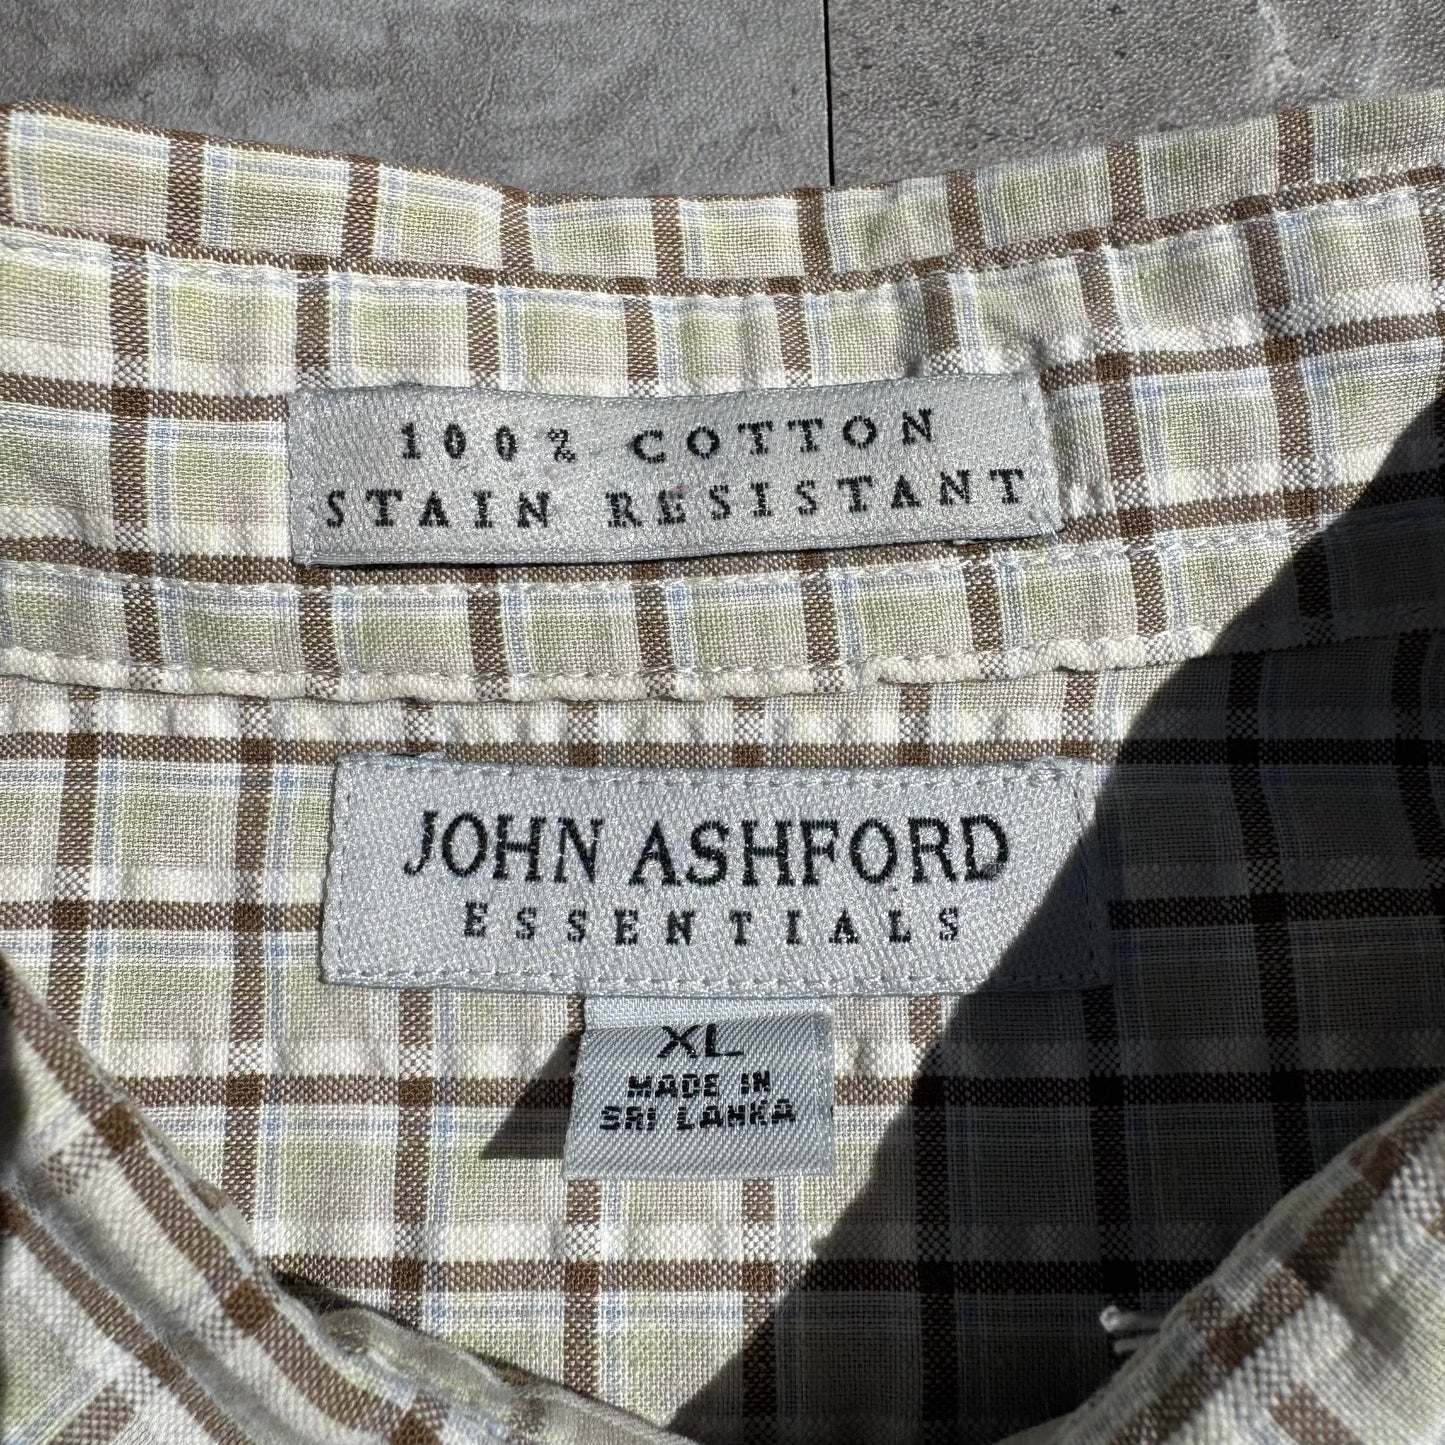 100% COTTON
STAIN RESISTANT
JOHN ASHFORD
ESSENTIALS
XL
MADE IN
SRI LANKA